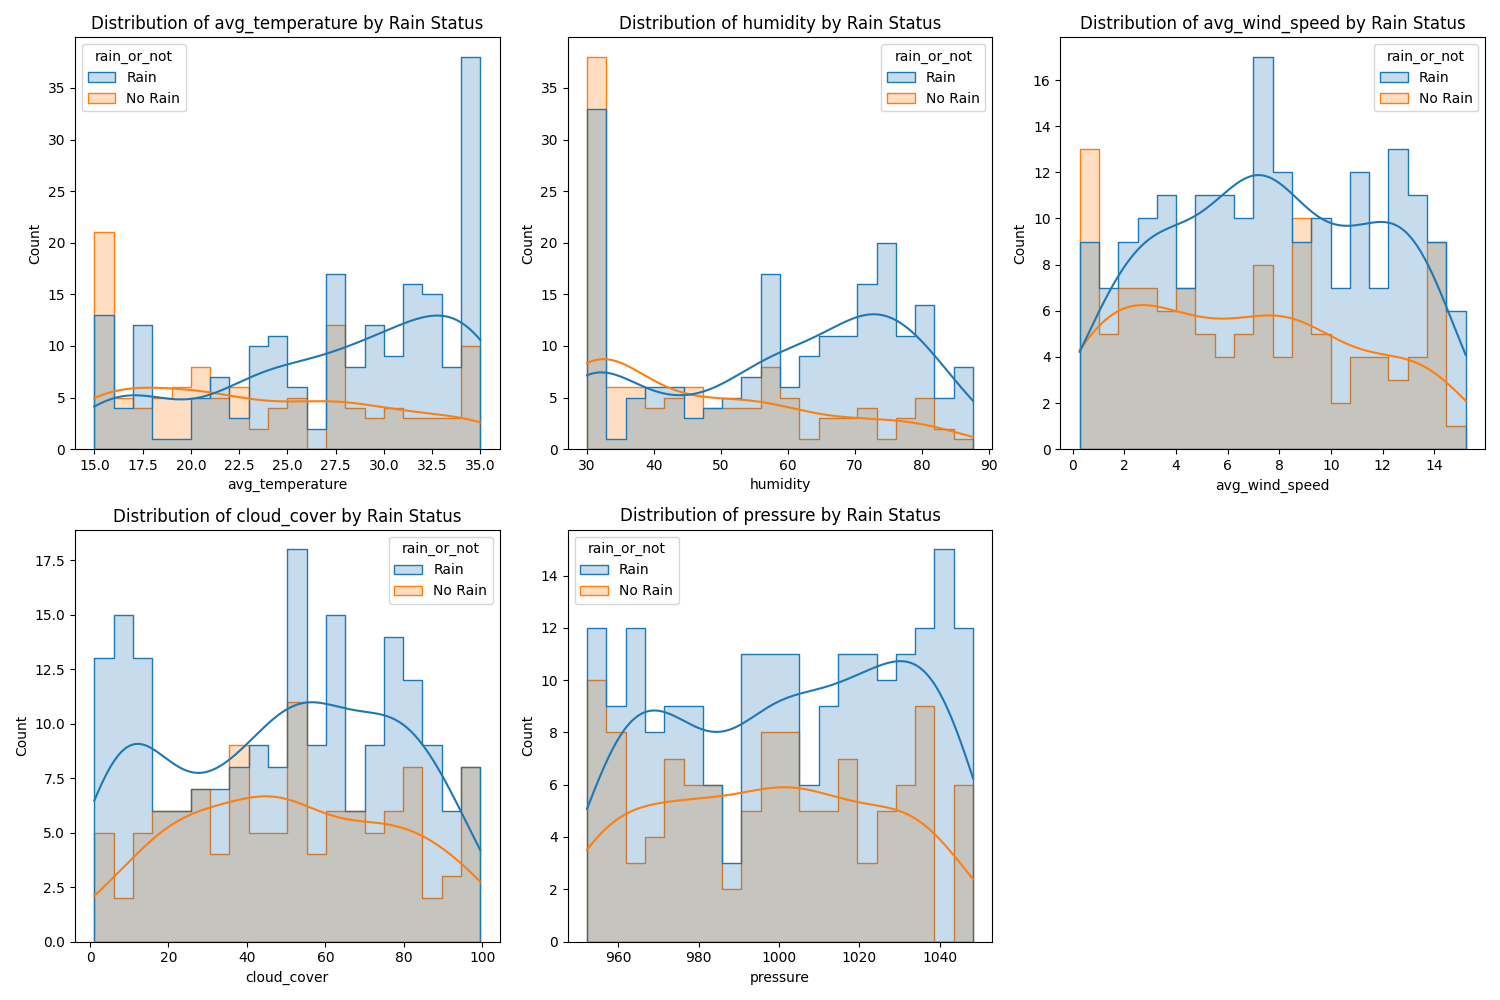 Distribution of avg_temperature by Rain Status
rain_or_not
Rain
No Rain
Count
35
30
25
20
15
10
5
0
15.0 17.5 20.0 22.5 25.0 27.5 30.0 32.5 35.0
avg_temperature
Distribution of humidity by Rain Status
rain_or_not
Rain
No Rain
Count
35
30
25
20
15
10
5
0
30 40 50 60 70 80 90
humidity
Distribution of avg_wind_speed by Rain Status
rain_or_not
Rain
No Rain
Count
16
14
12
10
8
6
4
2
0
0 2 4 6 8 10 12 14
avg_wind_speed
Distribution of cloud_cover by Rain Status
rain_or_not
Rain
No Rain
Count
17.5
15.0
12.5
10.0
7.5
5.0
2.5
0.0
0 20 40 60 80 100
cloud_cover
Distribution of pressure by Rain Status
rain_or_not
Rain
No Rain
Count
14
12
10
8
6
4
2
0
960 980 1000 1020 1040
pressure